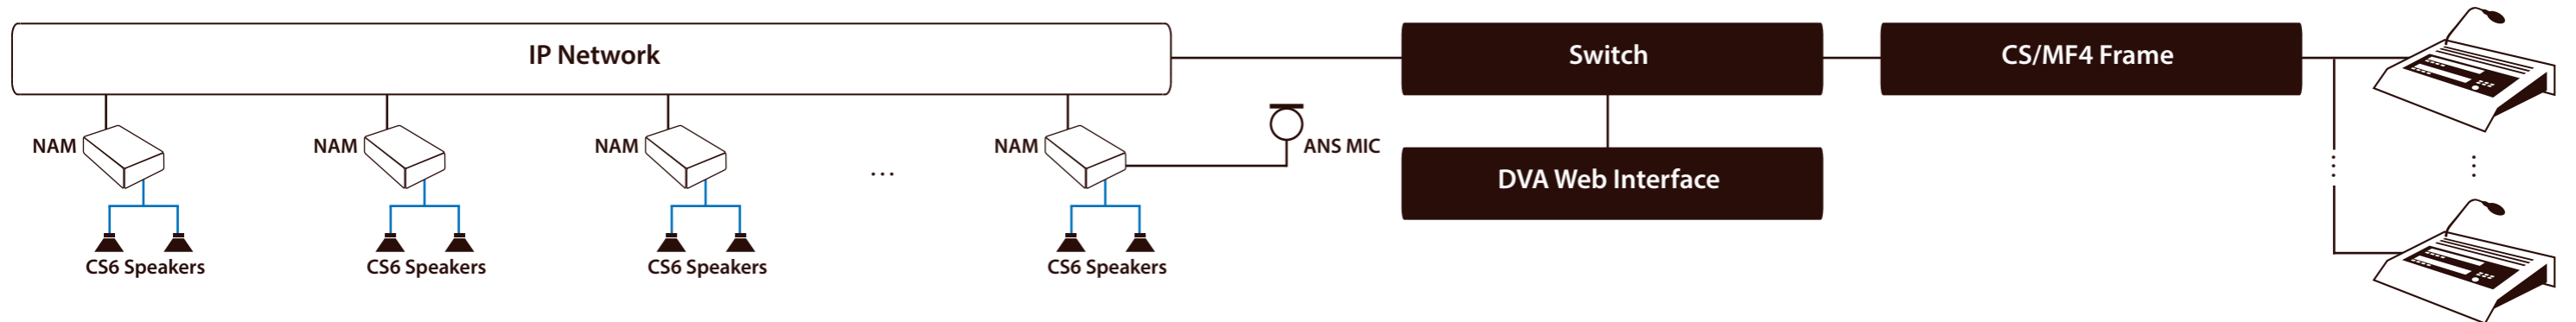 IP Network
Switch
CS/MF4 Frame
NAM
NAM
NAM
...
NAM
ANS MIC
DVA Web Interface
CS6 Speakers
CS6 Speakers
CS6 Speakers
CS6 Speakers